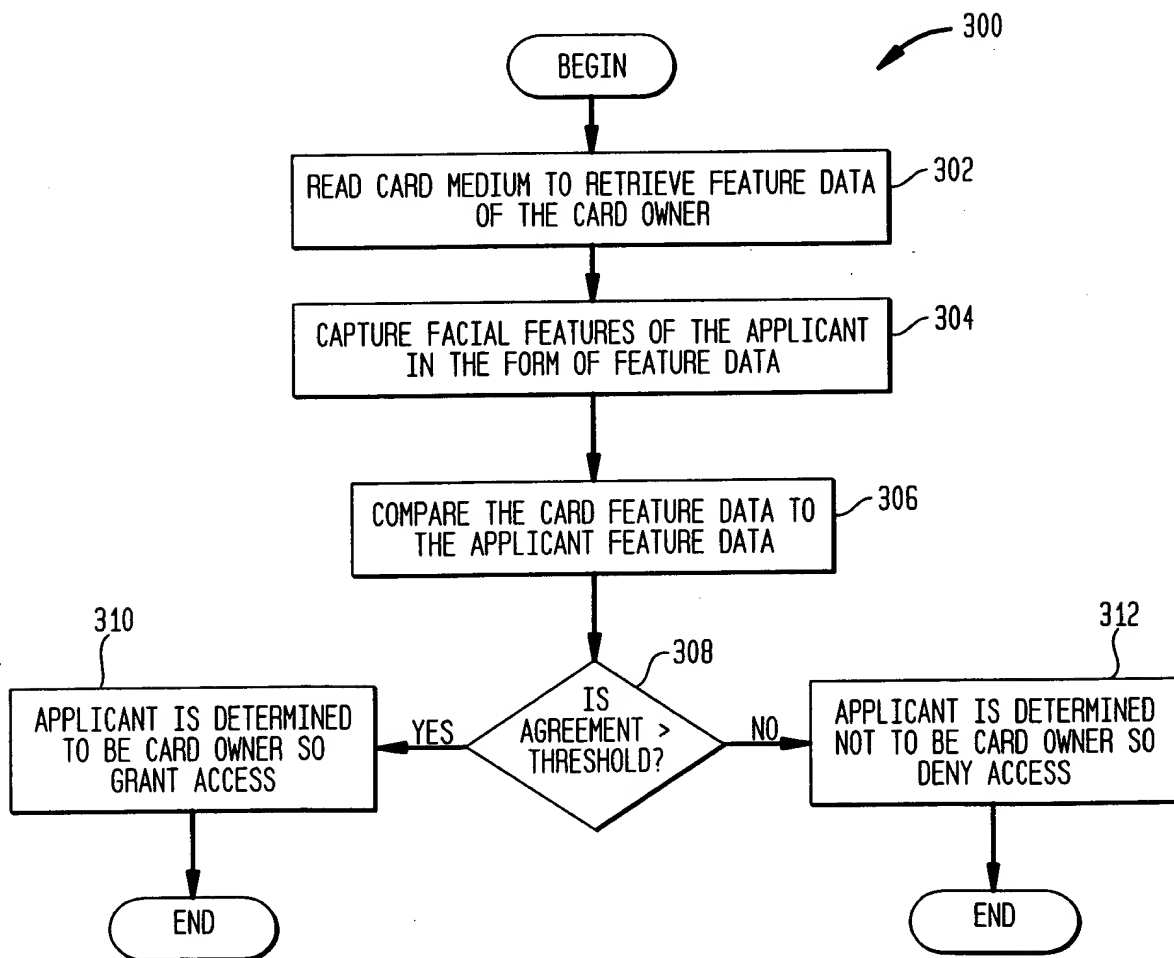 300
BEGIN
READ CARD MEDIUM TO RETRIEVE FEATURE DATA
OF THE CARD OWNER
302
CAPTURE FACIAL FEATURES OF THE APPLICANT
IN THE FORM OF FEATURE DATA
304
COMPARE THE CARD FEATURE DATA TO
THE APPLICANT FEATURE DATA
306
308
IS
AGREEMENT >
THRESHOLD?
YES
NO
310
APPLICANT IS DETERMINED
TO BE CARD OWNER SO
GRANT ACCESS
312
APPLICANT IS DETERMINED
NOT TO BE CARD OWNER SO
DENY ACCESS
END
END